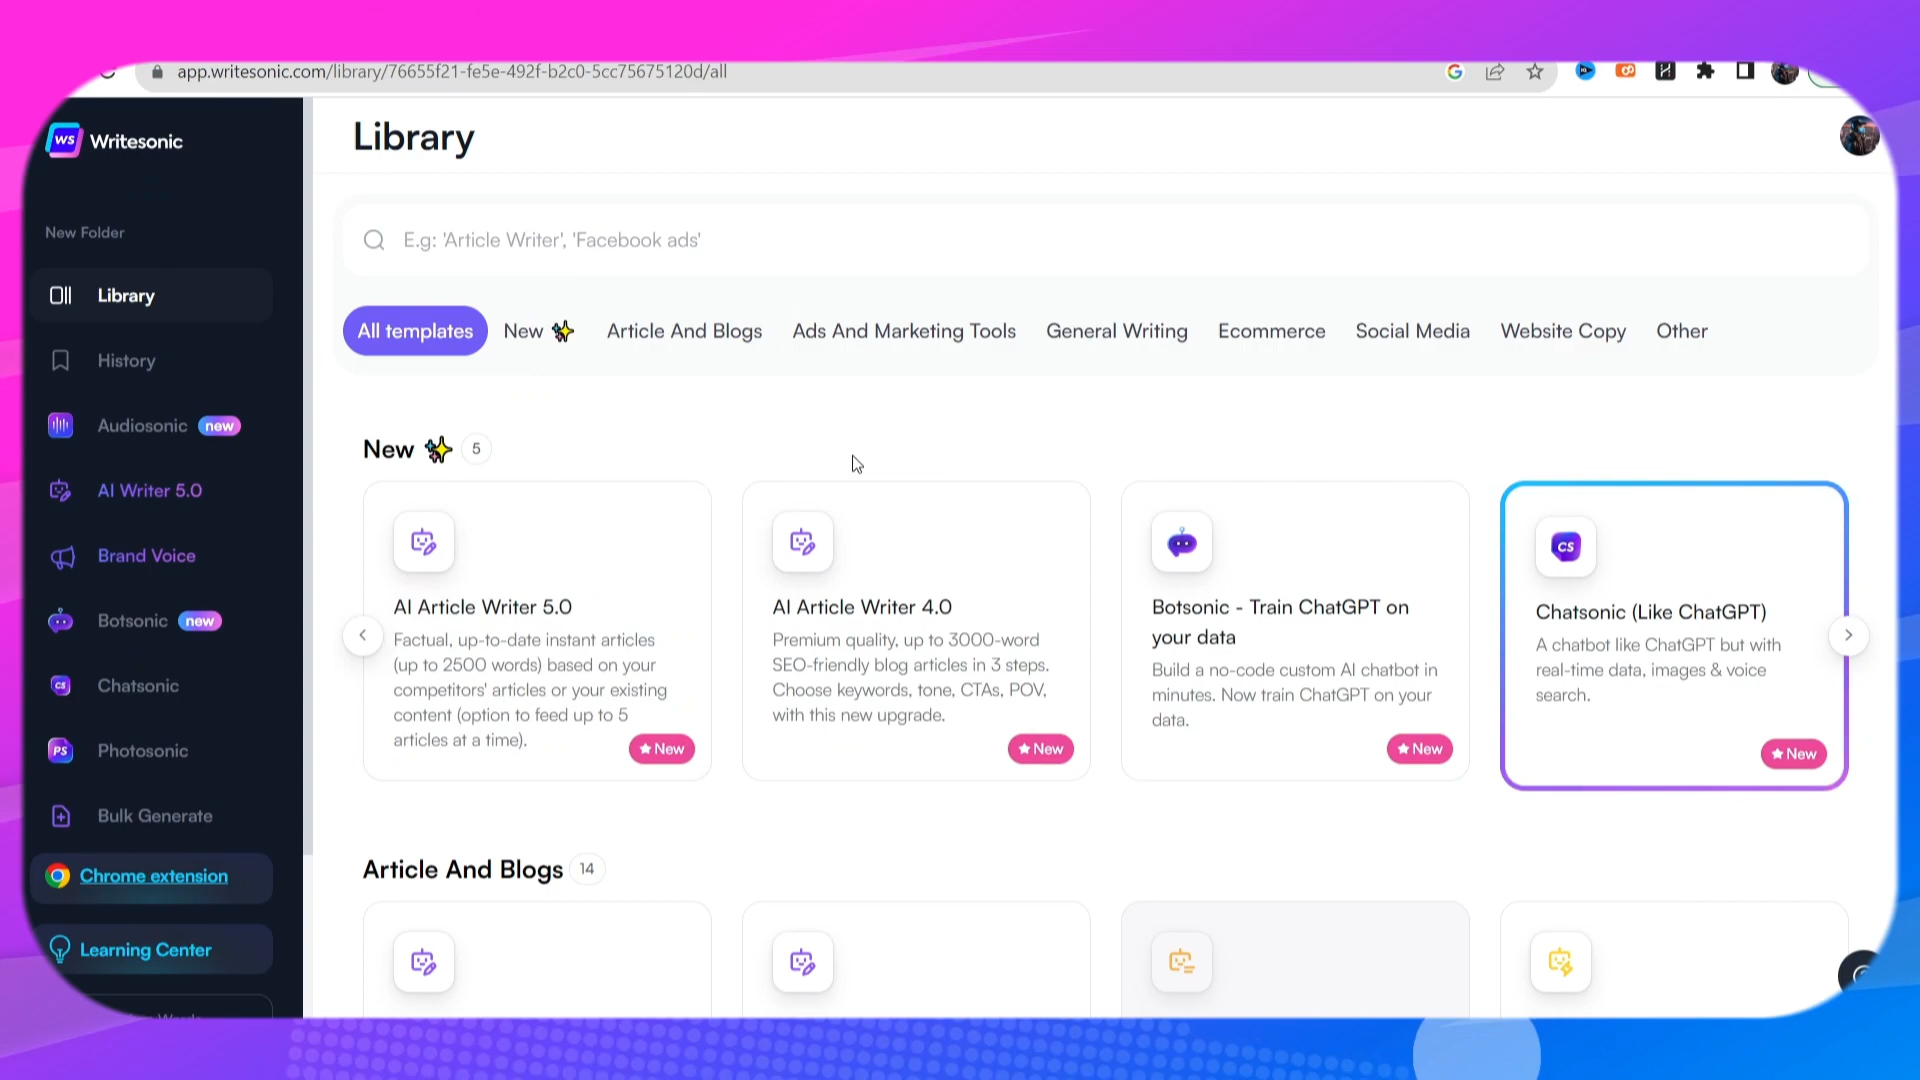 app.writesonic.com/library/76655f21-fe5e-492f-b2c0-5cc75675120d/all
WS Writesonic
Library
New Folder
E.g: 'Article Writer', 'Facebook ads'
Library
All templates New Article And Blogs Ads And Marketing Tools General Writing Ecommerce Social Media Website Copy Other
History
Audiosonic new
New 5
AI Writer 5.0
Brand Voice
Botsonic new
Chatsonic
PS Photosonic
Bulk Generate
Chrome extension
Learning Center
AI Article Writer 5.0
Factual, up-to-date instant articles
(up to 2500 words) based on your
competitors' articles or your existing
content (option to feed up to 5
articles at a time).
New
AI Article Writer 4.0
Premium quality, up to 3000-word
SEO-friendly blog articles in 3 steps.
Choose keywords, tone, CTAs, POV,
with this new upgrade.
New
Botsonic - Train ChatGPT on
your data
Build a no-code custom AI chatbot in
minutes. Now train ChatGPT on your
data.
New
CS
Chatsonic (Like ChatGPT)
A chatbot like ChatGPT but with
real-time data, images & voice
search.
New
Article And Blogs 14